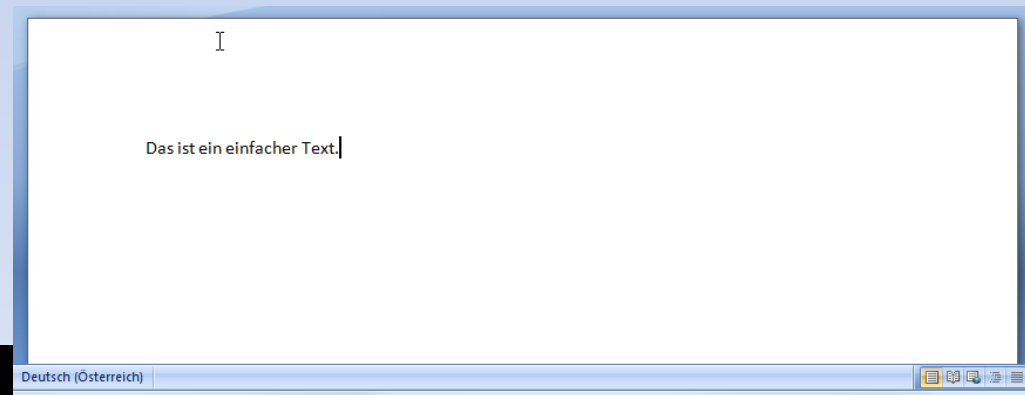 Das ist ein einfacher Text.
Deutsch (Österreich)